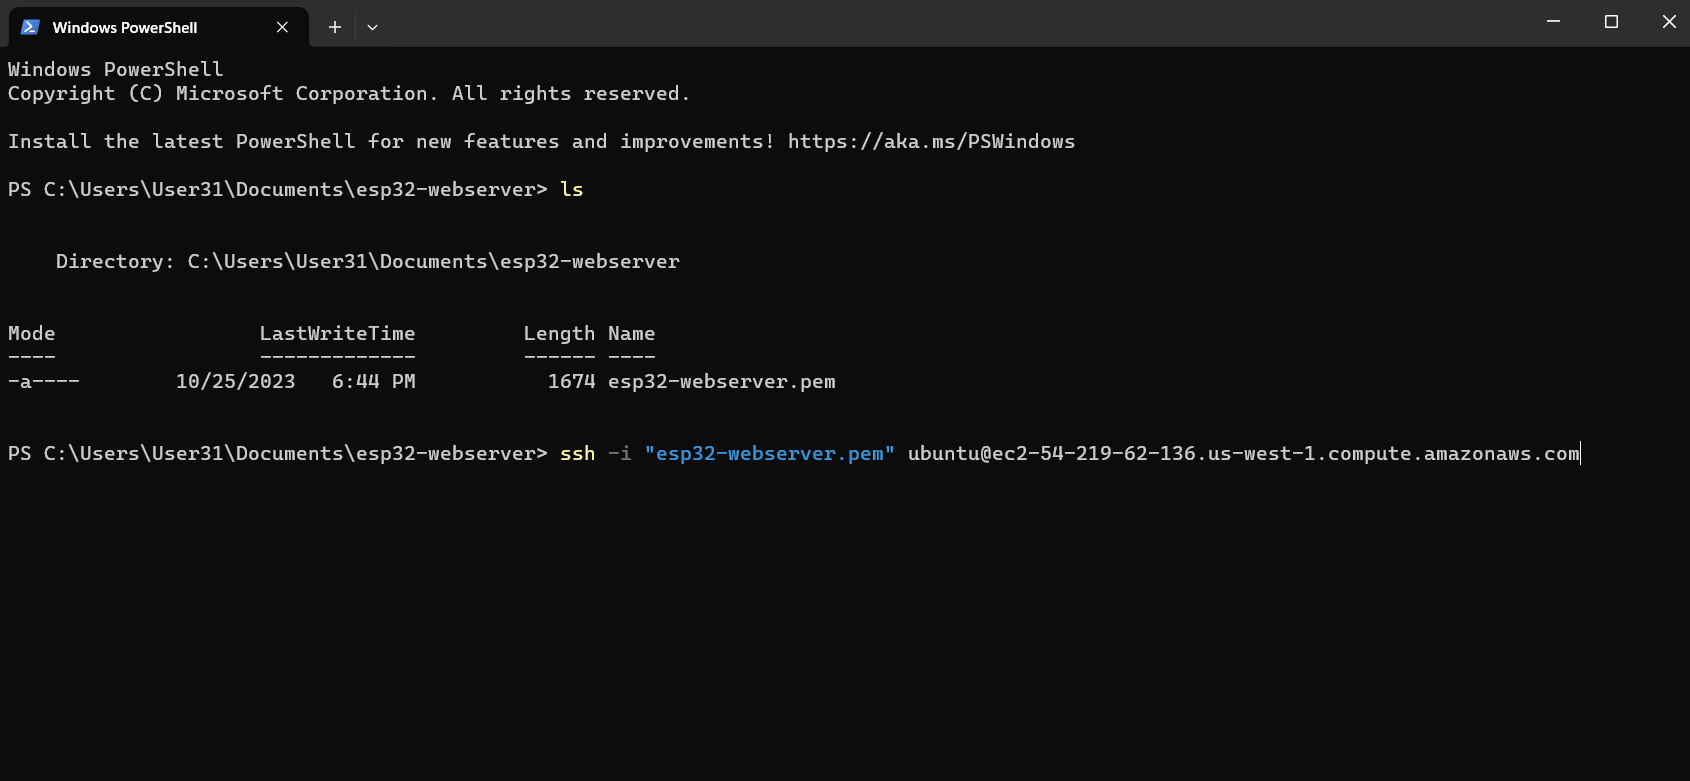 Windows PowerShell
Windows PowerShell
Copyright (C) Microsoft Corporation. All rights reserved.
Install the latest PowerShell for new features and improvements! https://aka.ms/PSWindows
PS C:\Users\User31\Documents\esp32-webserver> ls
Directory: C:\Users\User31\Documents\esp32-webserver
Mode                 LastWriteTime         Length Name
----                 -------------         ------ ----
-a----        10/25/2023   6:44 PM           1674 esp32-webserver.pem
PS C:\Users\User31\Documents\esp32-webserver> ssh -i "esp32-webserver.pem" ubuntu@ec2-54-219-62-136.us-west-1.compute.amazonaws.com